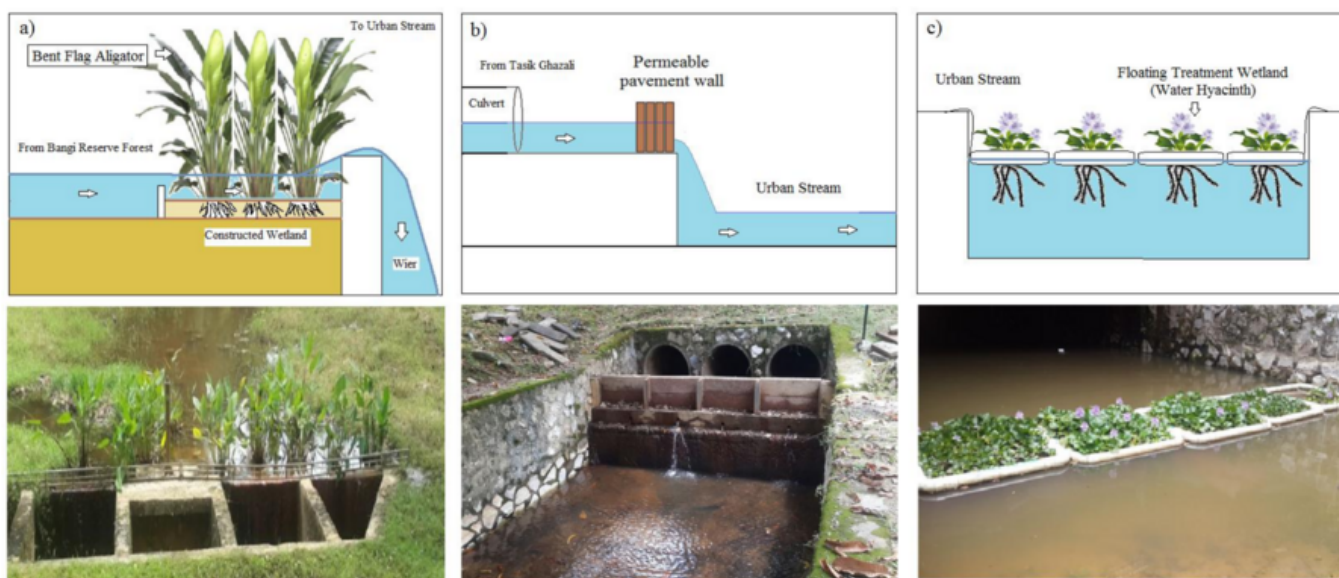 a)
To Urban Stream
Bent Flag Aligator
From Bangi Reserve Forest
Constructed Wetland
Wier
b)
From Tasik Ghazali
Permeable
pavement wall
Culvert
Urban Stream
c)
Urban Stream
Floating Treatment Wetland
(Water Hyacinth)